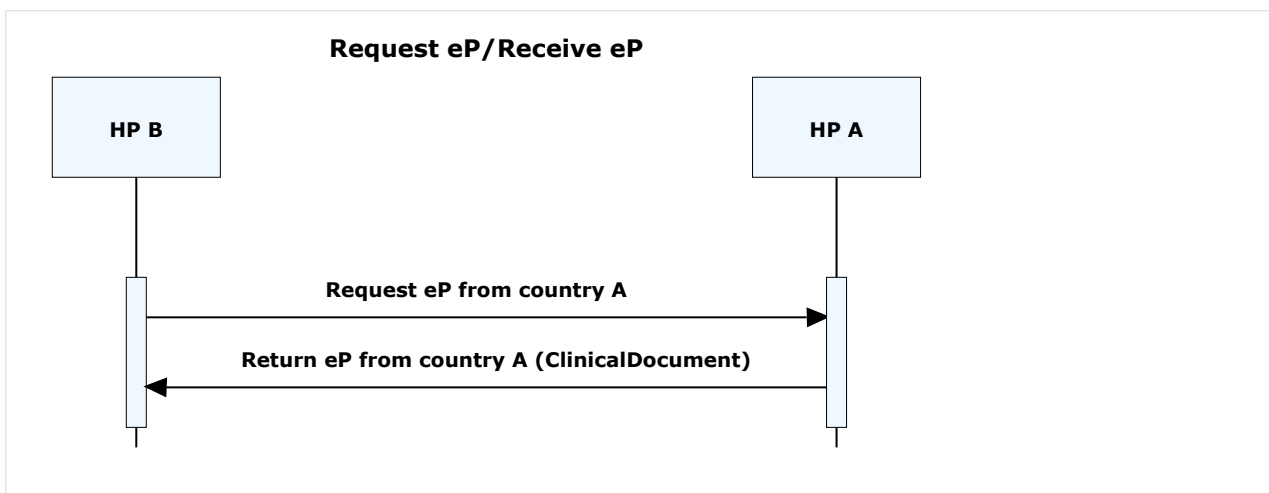 Request eP/Receive eP
HP B
HP A
Request eP from country A
Return eP from country A (ClinicalDocument)